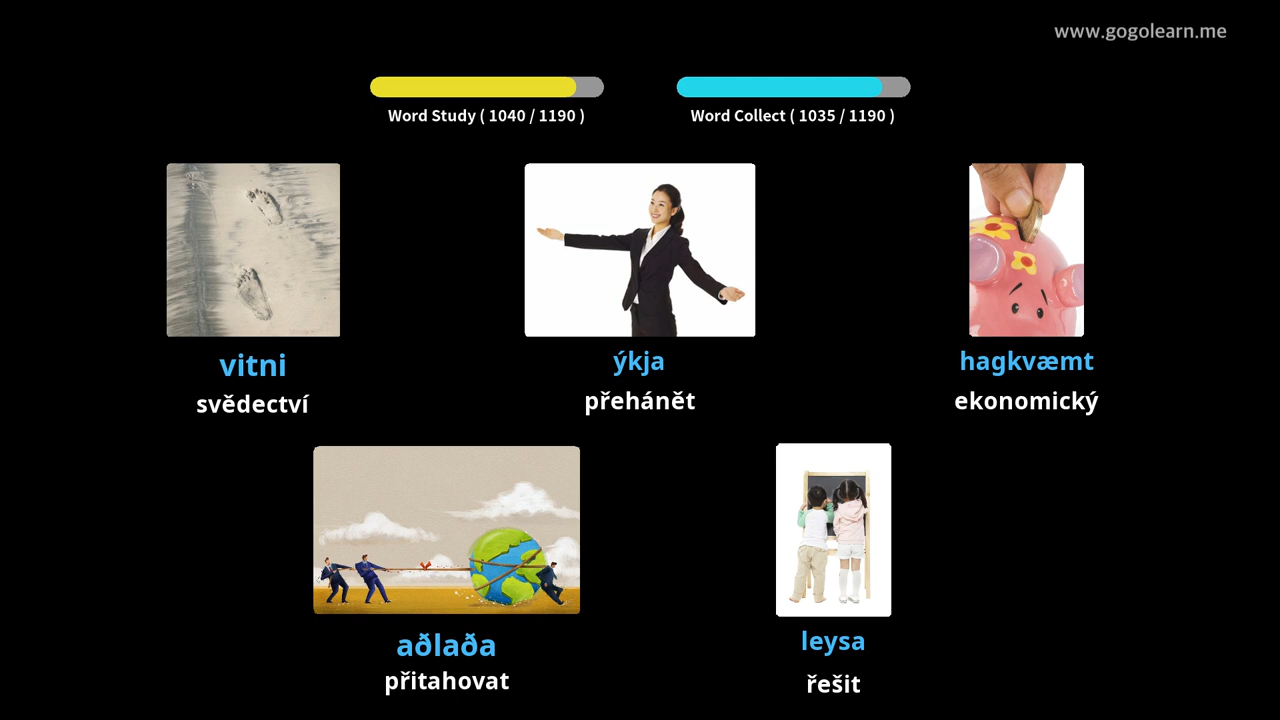 www.gogolearn.me
Word Study ( 1040 / 1190 )
Word Collect ( 1035 / 1190 )
vitni
svědectví
ýkja
přehánět
hagkvæmt
ekonomický
aðlaða
přitahovat
leysa
řešit